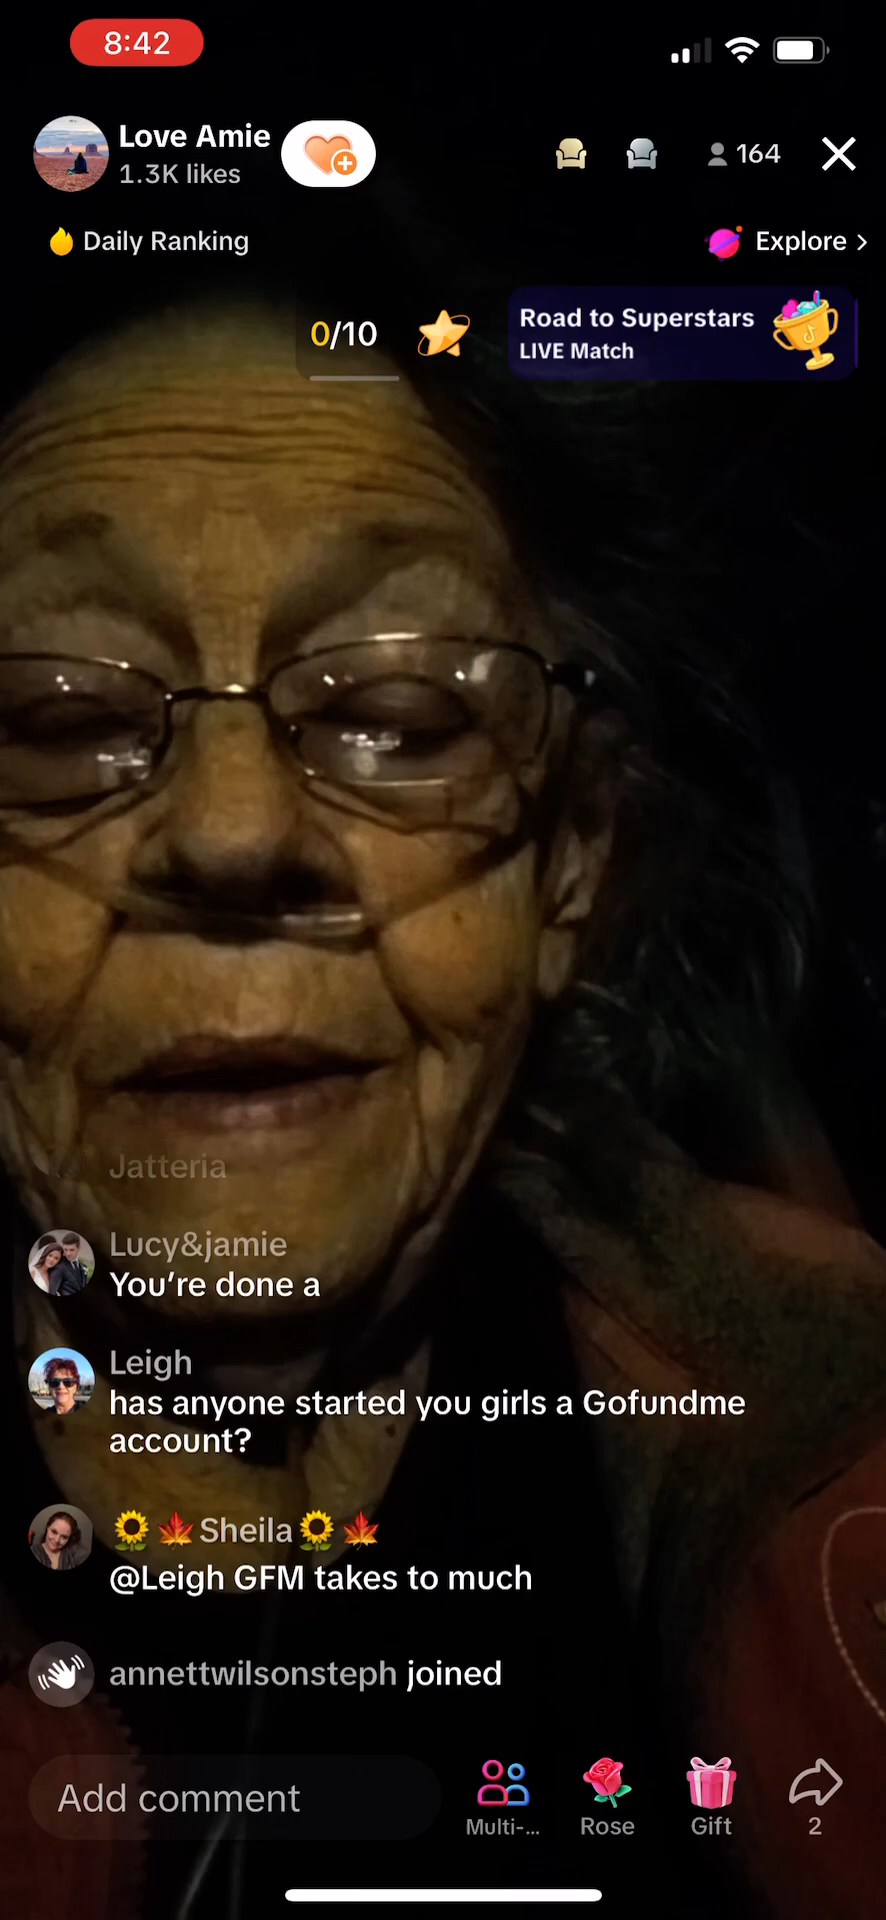 8:42
Love Amie
1.3K likes
164
Daily Ranking
Explore >
0/10
Road to Superstars
LIVE Match
Jatteria
Lucy&jamie
You're done a
Leigh
has anyone started you girls a Gofundme
account?
🌻🍁Sheila🌻🍁
@Leigh GFM takes to much
annettwilsonsteph joined
Add comment
Multi-...
Rose
Gift
2